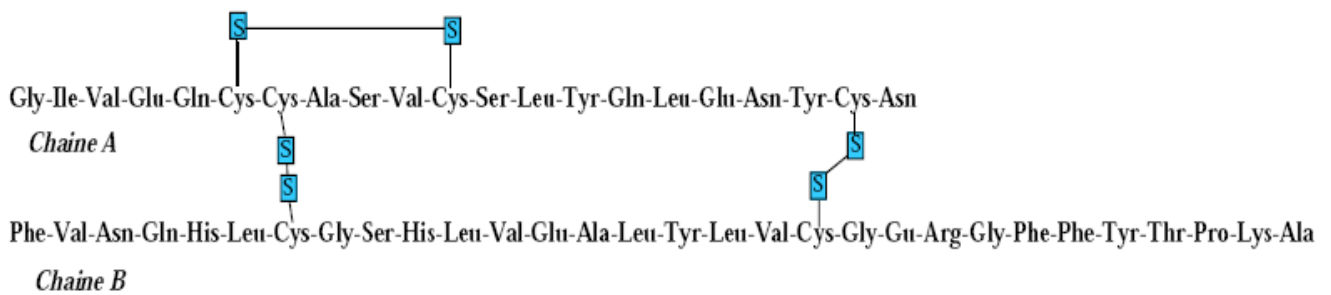 S S
Gly-Ile-Val-Glu-Gln-Cys-Cys-Ala-Ser-Val-Cys-Ser-Leu-Tyr-Gln-Leu-Glu-Asn-Tyr-Cys-Asn
Chaine A
S S
S S
Phe-Val-Asn-Gln-His-Leu-Cys-Gly-Ser-His-Leu-Val-Glu-Ala-Leu-Tyr-Leu-Val-Cys-Gly-Gu-Arg-Gly-Phe-Phe-Tyr-Thr-Pro-Lys-Ala
Chaine B